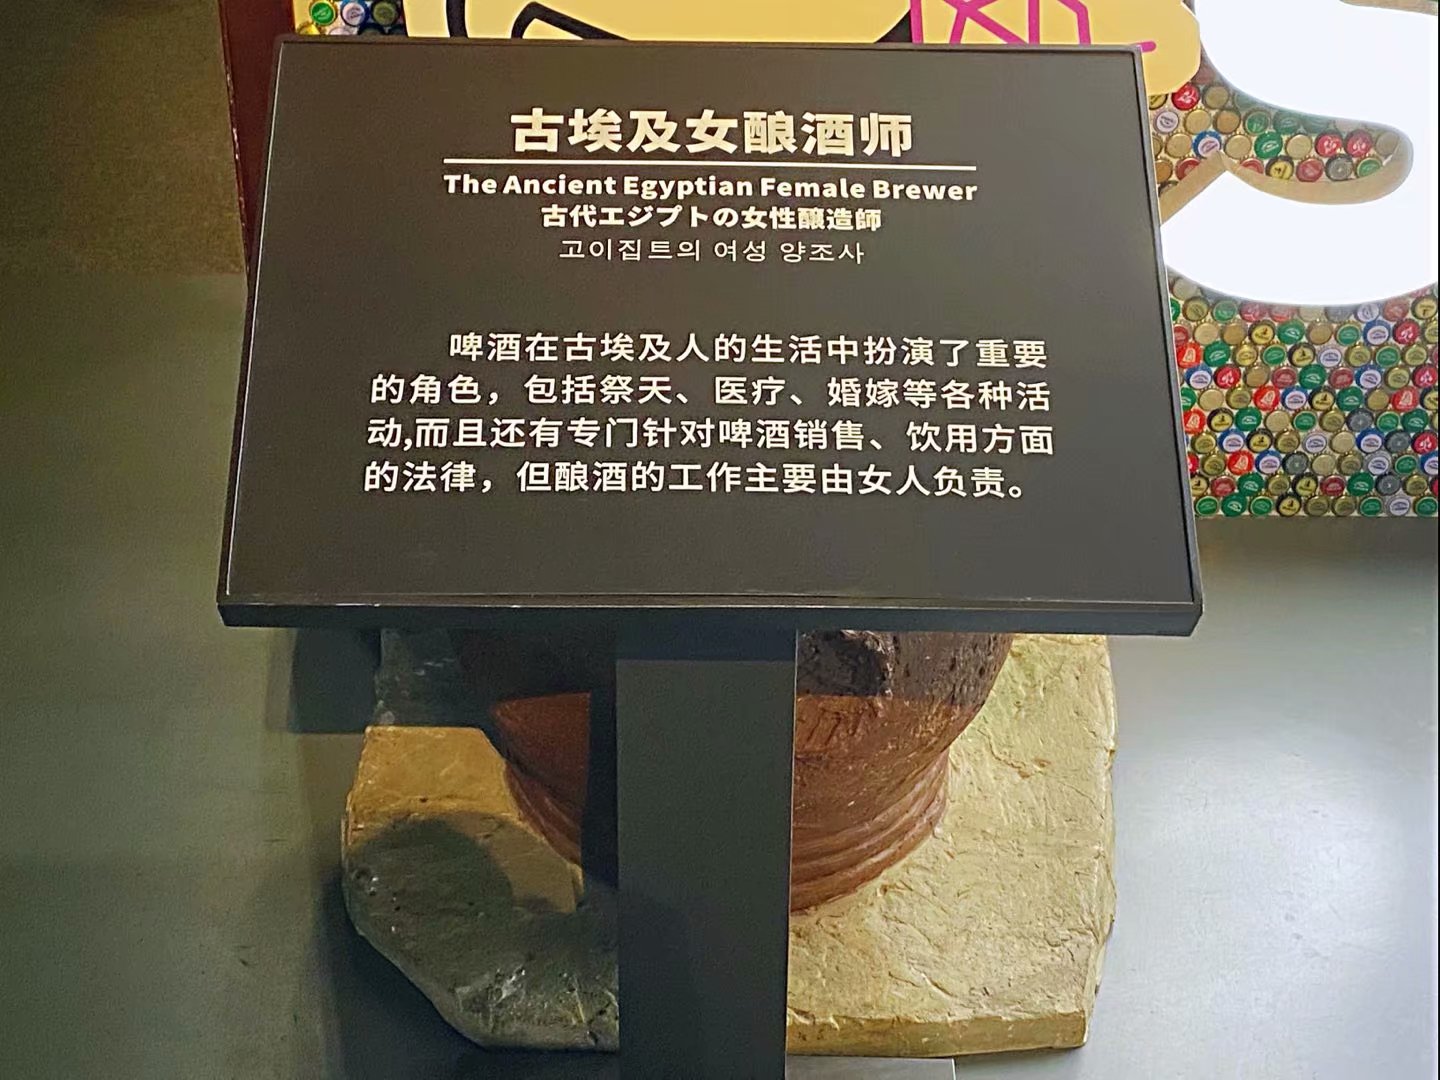 古埃及女酿酒师
The Ancient Egyptian Female Brewer
古代エジプトの女性醸造師
고이집트의 여성 양조사
啤酒在古埃及人的生活中扮演了重要
的角色，包括祭天、医疗、婚嫁等各种活
动,而且还有专门针对啤酒销售、饮用方面
的法律，但酿酒的工作主要由女人负责。